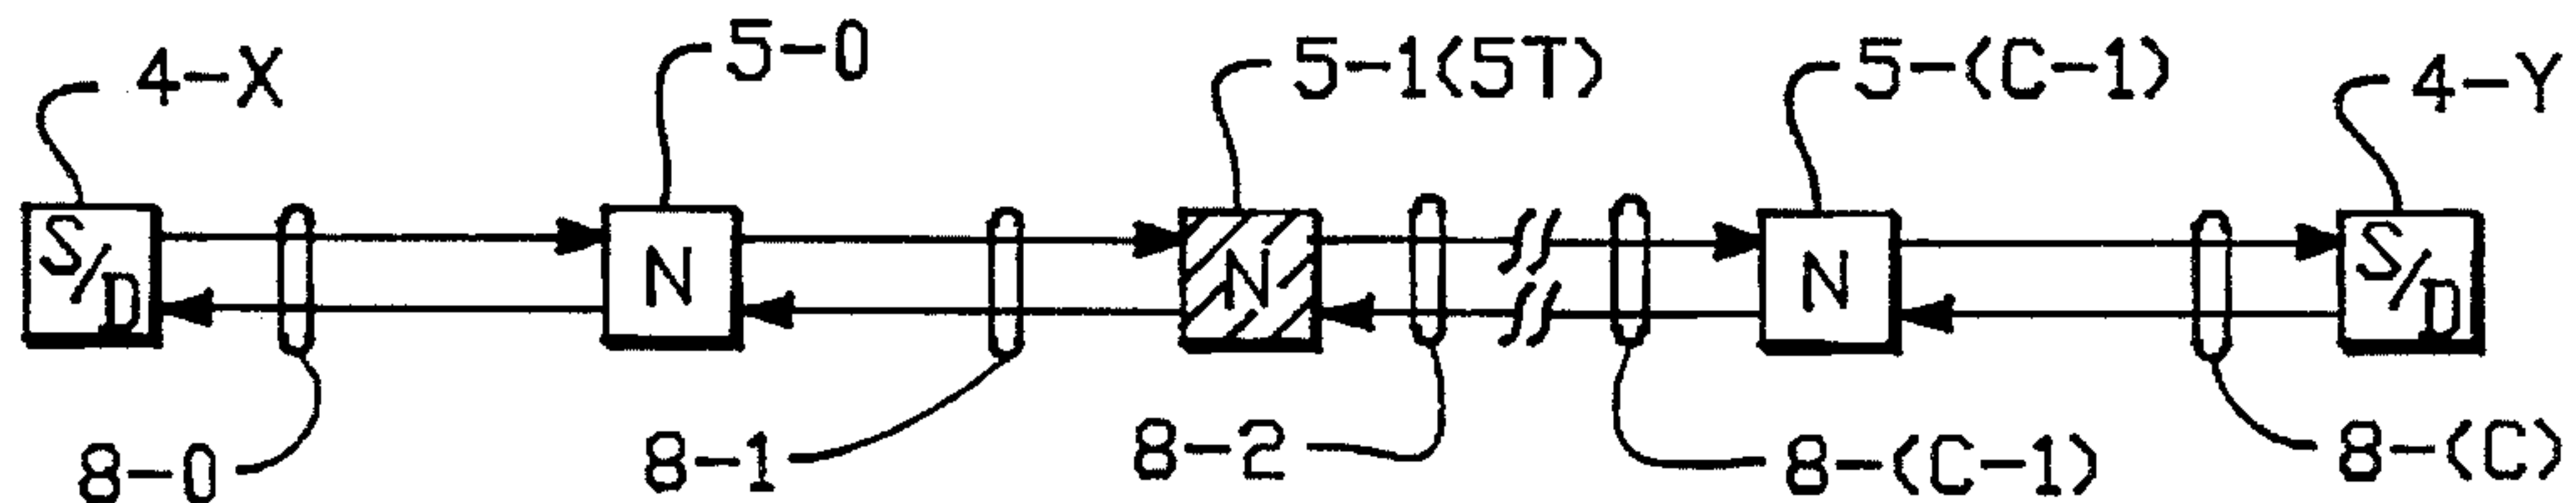 4-X
5-0
5-1(5T)
5-(C-1)
4-Y
S/D
N
N
N
S/D
8-0
8-1
8-2
8-(C-1)
8-(C)